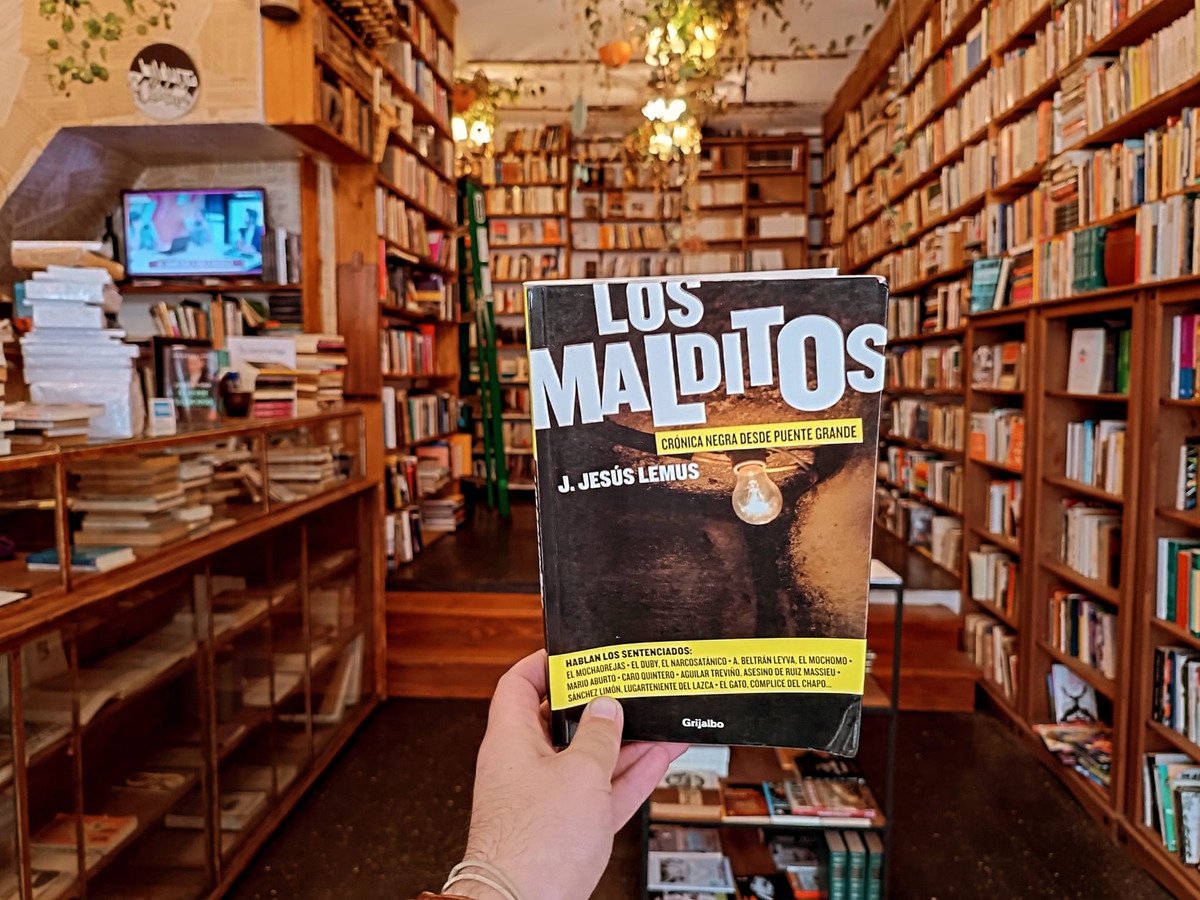 LOS
MALDITOS
CRÓNICA NEGRA DESDE PUENTE GRANDE
J. JESÚS LEMUS
HABLAN LOS SENTENCIADOS:
EL MOCHAOREJAS • EL DUBY, EL NARCOSATÁNICO • A. BELTRÁN LEYVA, EL MOCHOMO •
MARIO ABURTO • CARO QUINTERO • AGUILAR TREVIÑO, ASESINO DE RUIZ MASSIEU •
SÁNCHEZ LIMÓN, LUGARTENIENTE DEL LAZCA • EL GATO, CÓMPLICE DEL CHAPO...
Grijalbo